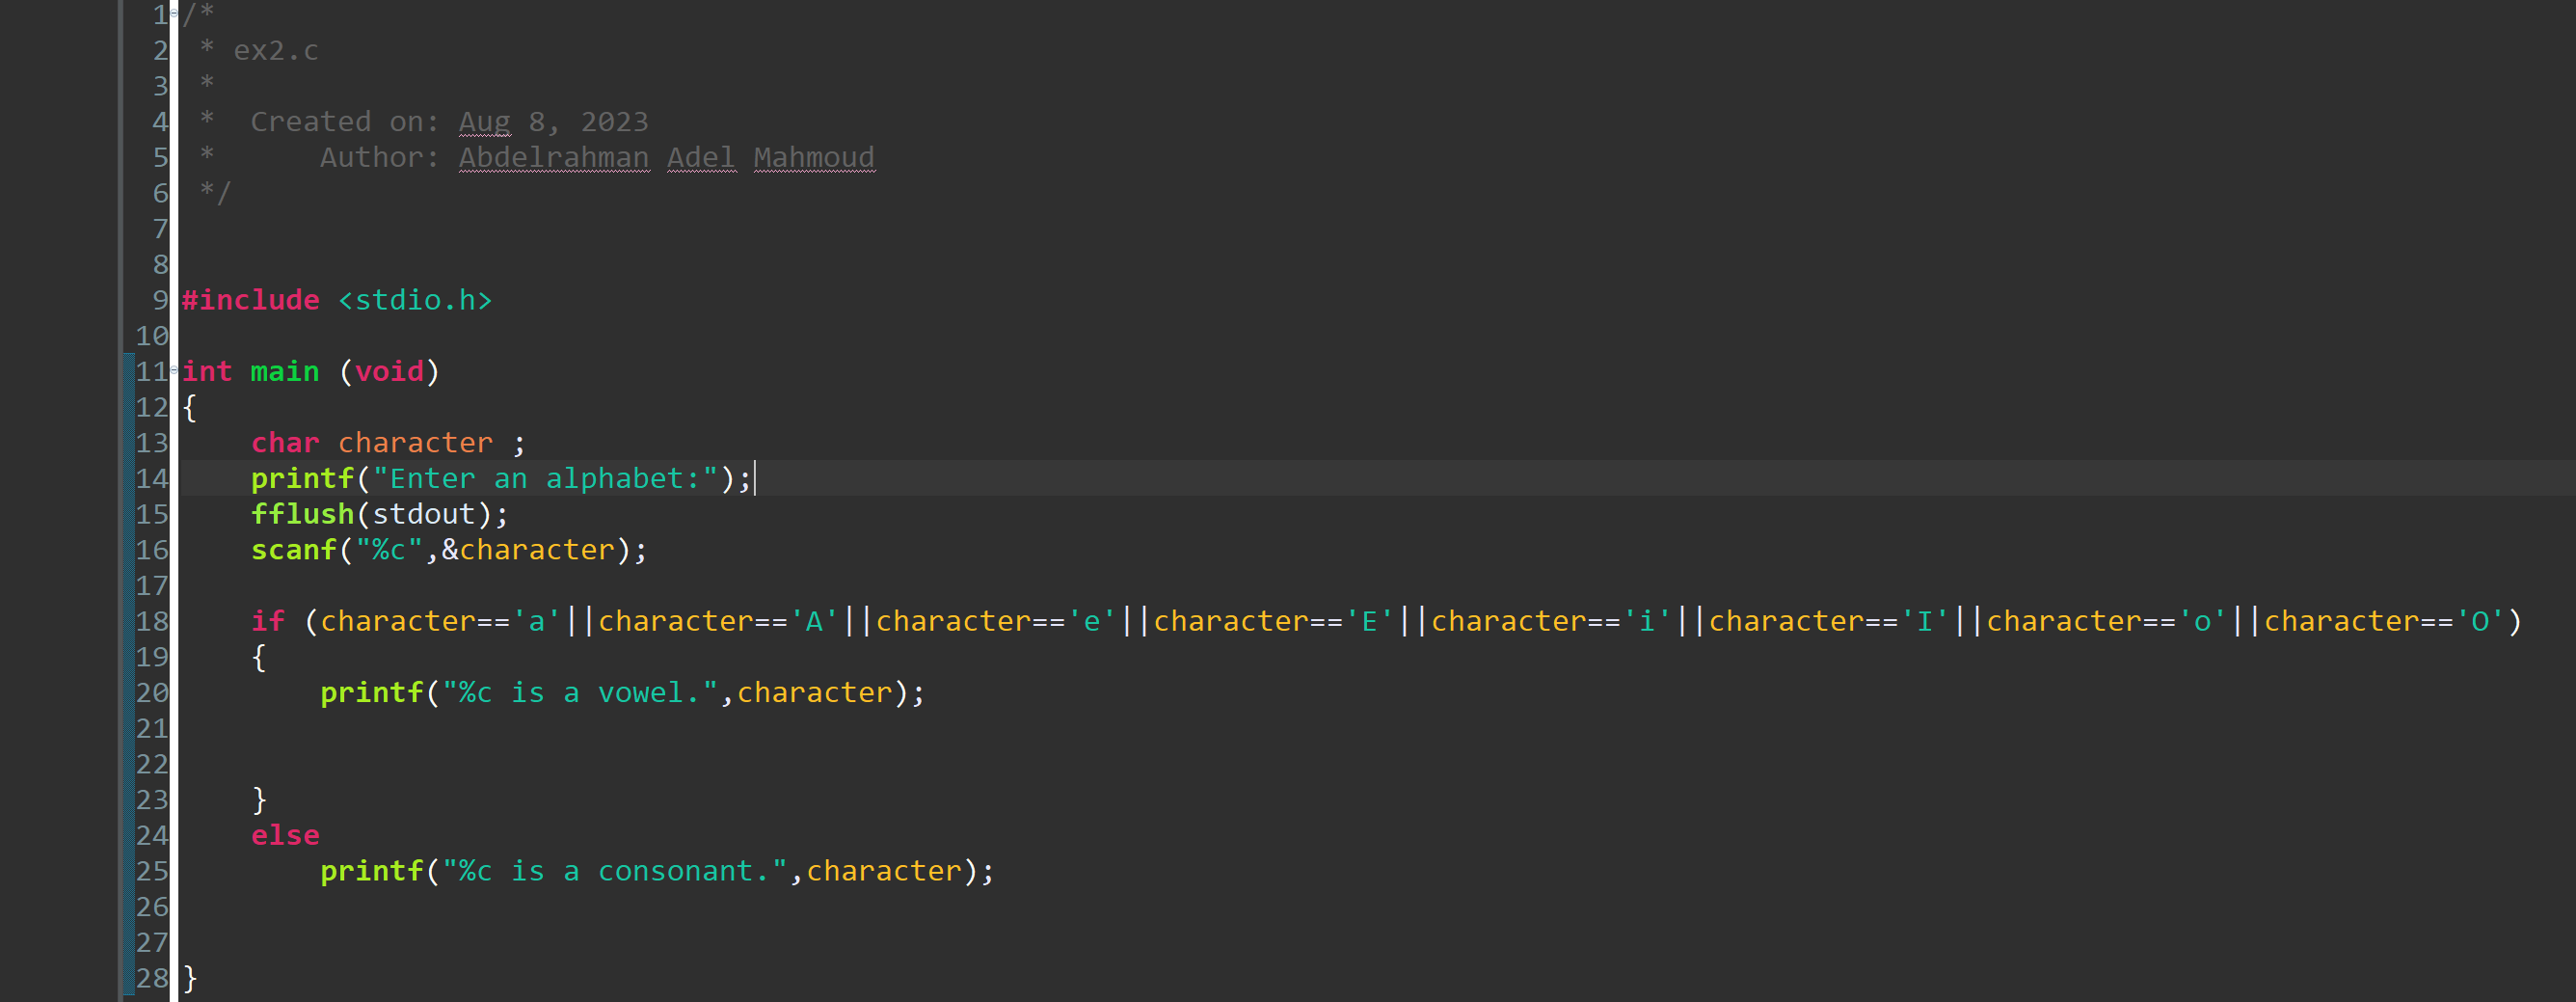 1 /*
2  * ex2.c
3  *
4  *  Created on: Aug 8, 2023
5  *      Author: Abdelrahman Adel Mahmoud
6  */
7
8
9 #include <stdio.h>
10
11 int main (void)
12 {
13     char character ;
14     printf("Enter an alphabet:");
15     fflush(stdout);
16     scanf("%c",&character);
17
18     if (character=='a'||character=='A'||character=='e'||character=='E'||character=='i'||character=='I'||character=='o'||character=='O')
19     {
20         printf("%c is a vowel.",character);
21
22
23     }
24     else
25         printf("%c is a consonant.",character);
26
27
28 }